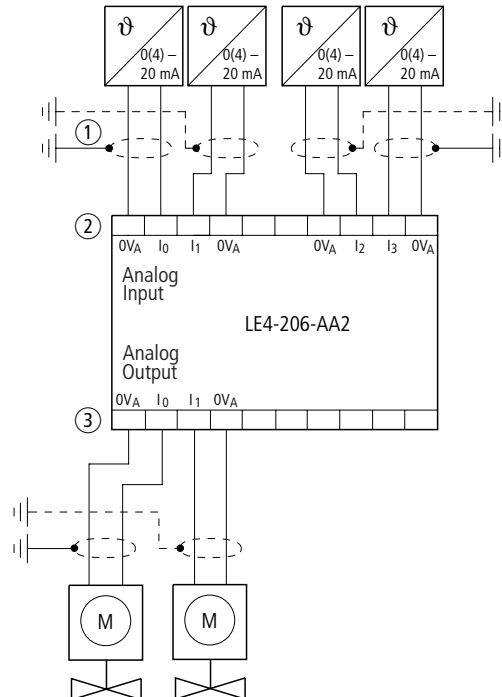 ϑ ϑ ϑ ϑ
0(4) – 0(4) – 0(4) – 0(4) –
20 mA 20 mA 20 mA 20 mA
1
2
0VA I0 I1 0VA 0VA I2 I3 0VA
Analog
Input
LE4-206-AA2
Analog
Output
0VA I0 I1 0VA
3
M M